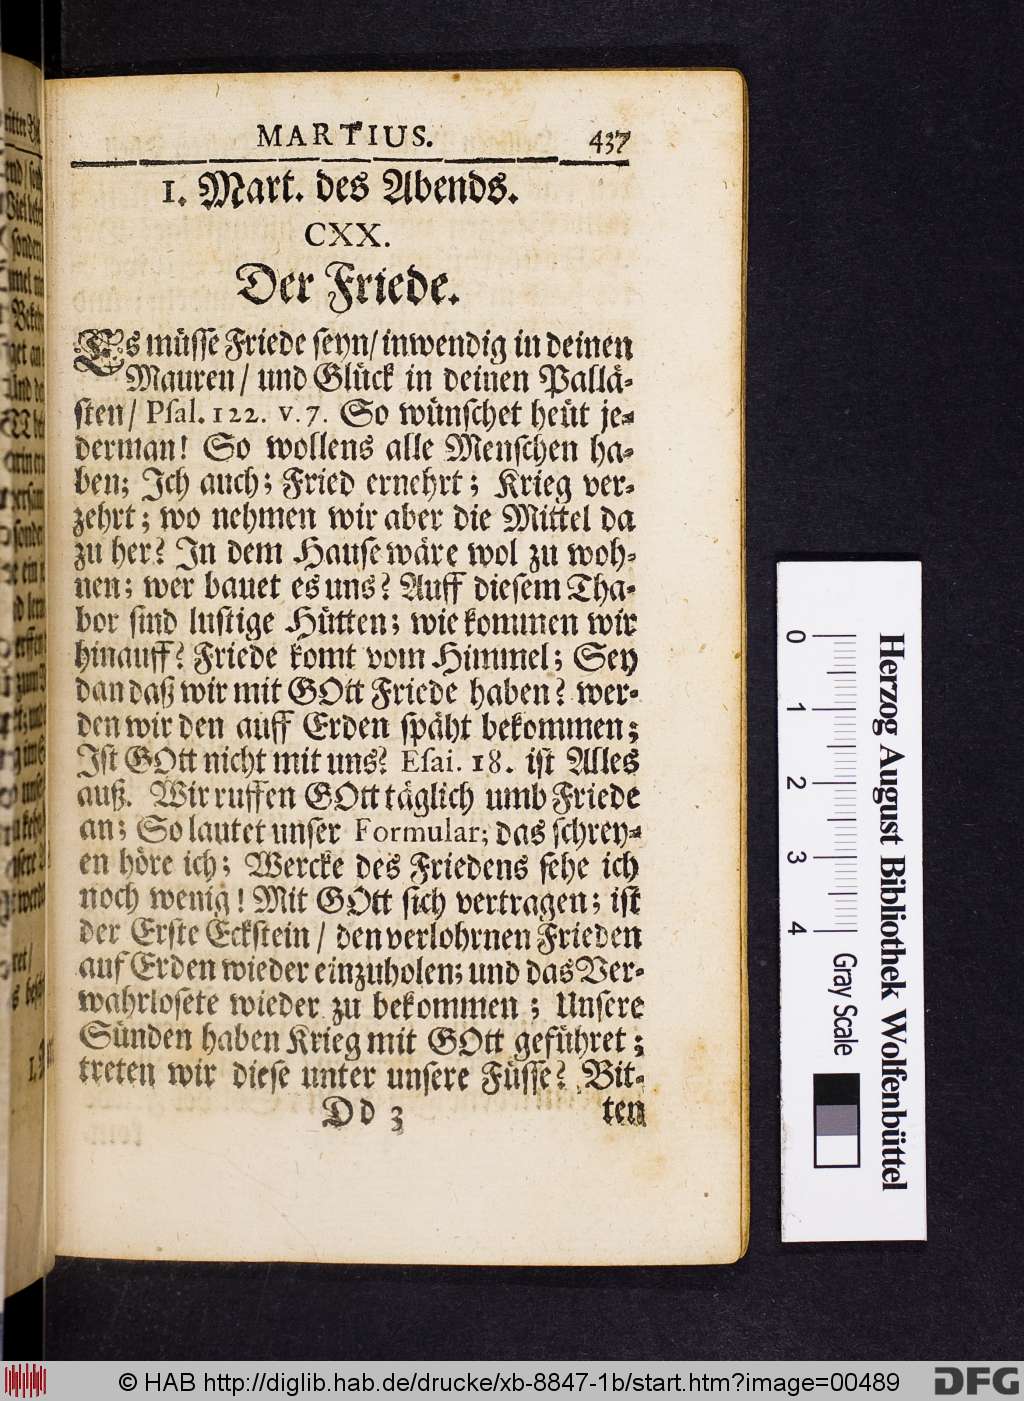 MARTIUS. 437
1. Mart. des Abends.
CXX.
Der Friede.
Es müsse Friede seyn/ inwendig in deinen
Mauren/ und Glück in deinen Pallä-
sten/ Psal. 122. v. 7. So wünschet heüt je-
derman! So wollens alle Menschen ha-
ben; Ich auch; Fried ernehrt; Krieg ver-
zehrt; wo nehmen wir aber die Mittel da
zu her? In dem Hause wäre wol zu woh-
nen; wer bauet es uns? Auff diesem Tha-
bor sind lustige Hütten; wie kommen wir
hinauff? Friede komt vom Himmel; Sey
dan daß wir mit GOtt Friede haben? wer-
den wir den auff Erden späht bekommen;
Ist GOtt nicht mit uns? Esai. 18. ist Alles
auß. Wir ruffen GOtt täglich umb Friede
an; So lautet unser Formular; das schrey-
en höre ich; Wercke des Friedens sehe ich
noch wenig! Mit GOtt sich vertragen; ist
der Erste Eckstein/ den verlohrnen Frieden
auf Erden wieder einzuholen; und das Ver-
wahrlosete wieder zu bekommen; Unsere
Sünden haben Krieg mit GOtt geführet;
treten wir diese unter unsere Füsse? Bit-
Dd 3 ten
Herzog August Bibliothek Wolfenbüttel
0 1 2 3 4 Gray Scale
© HAB http://diglib.hab.de/drucke/xb-8847-1b/start.htm?image=00489
DFG